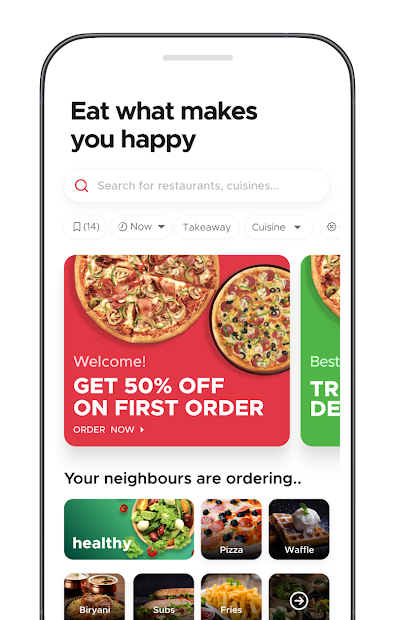 Eat what makes
you happy
Search for restaurants, cuisines...
(14)
Now
Takeaway
Cuisine
Welcome!
GET 50% OFF
ON FIRST ORDER
ORDER NOW
Best
TR
DE
Your neighbours are ordering..
healthy
Pizza
Waffle
Biryani
Subs
Fries